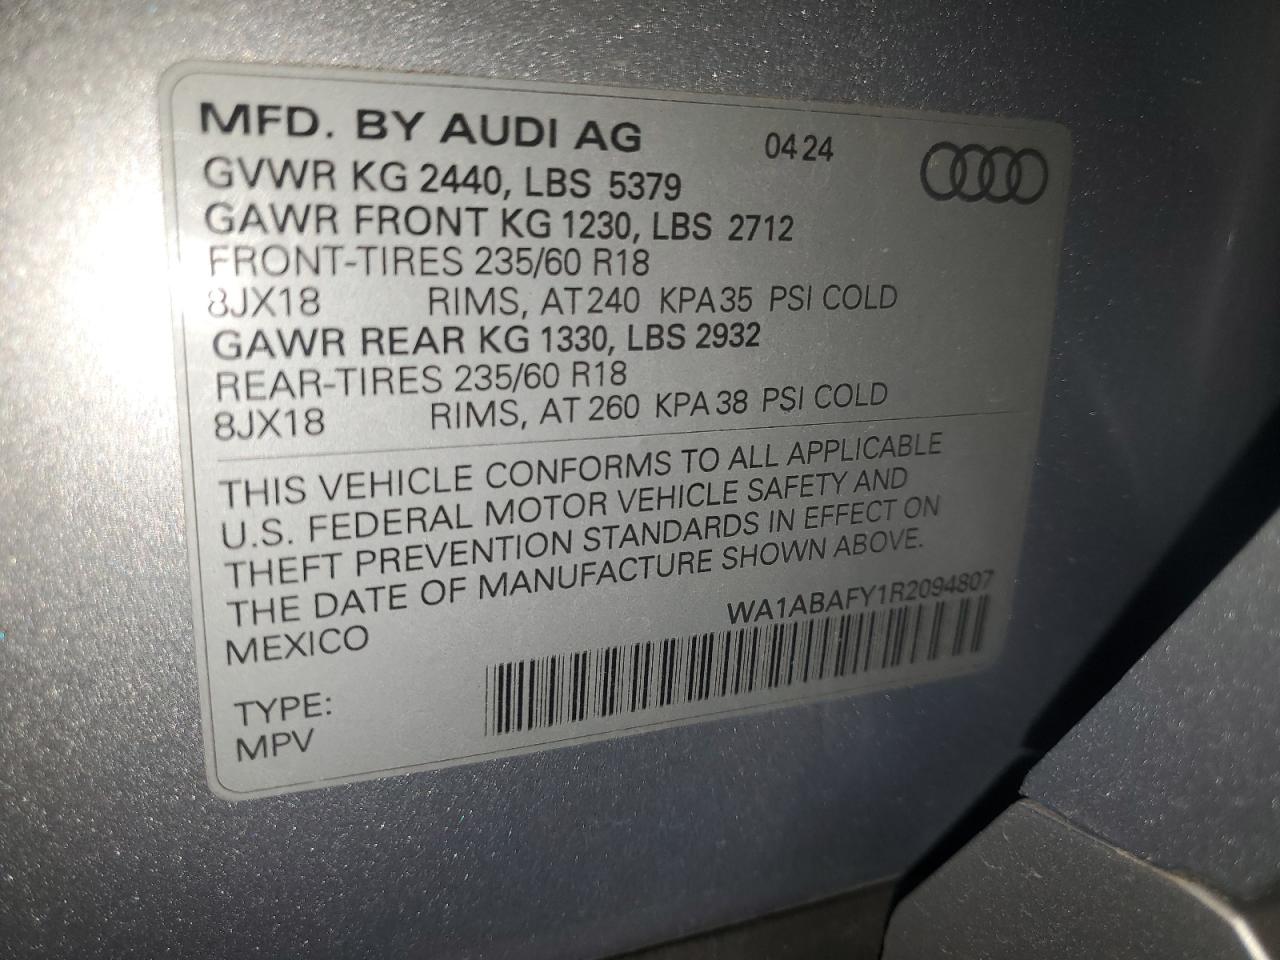 MFD. BY AUDI AG 04 24
GVWR KG 2440, LBS 5379
GAWR FRONT KG 1230, LBS 2712
FRONT-TIRES 235/60 R18
8JX18 RIMS, AT 240 KPA 35 PSI COLD
GAWR REAR KG 1330, LBS 2932
REAR-TIRES 235/60 R18
8JX18 RIMS, AT 260 KPA 38 PSI COLD
THIS VEHICLE CONFORMS TO ALL APPLICABLE
U.S. FEDERAL MOTOR VEHICLE SAFETY AND
THEFT PREVENTION STANDARDS IN EFFECT ON
THE DATE OF MANUFACTURE SHOWN ABOVE.
MEXICO WA1ABAFY1R2094807
TYPE:
MPV